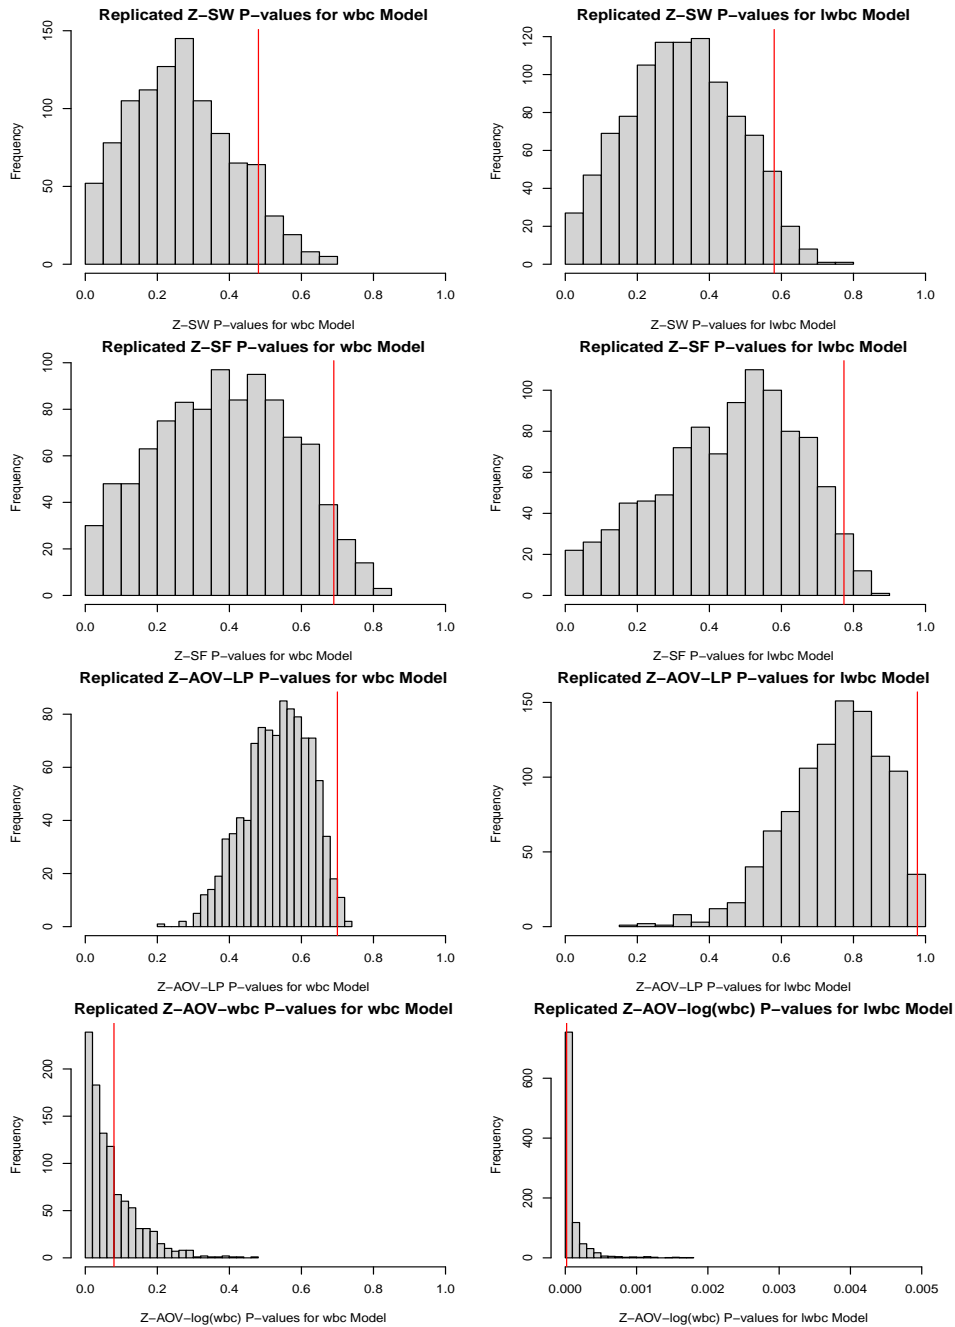 Replicated Z−SW P−values for wbc Model
Frequency
0 50 100 150
0.0 0.2 0.4 0.6 0.8 1.0
Z−SW P−values for wbc Model
Replicated Z−SW P−values for lwbc Model
Frequency
0 20 40 60 80 100 120
0.0 0.2 0.4 0.6 0.8 1.0
Z−SW P−values for lwbc Model
Replicated Z−SF P−values for wbc Model
Frequency
0 20 40 60 80 100
0.0 0.2 0.4 0.6 0.8 1.0
Z−SF P−values for wbc Model
Replicated Z−SF P−values for lwbc Model
Frequency
0 20 40 60 80 100
0.0 0.2 0.4 0.6 0.8 1.0
Z−SF P−values for lwbc Model
Replicated Z−AOV−LP P−values for wbc Model
Frequency
0 20 40 60 80
0.0 0.2 0.4 0.6 0.8 1.0
Z−AOV−LP P−values for wbc Model
Replicated Z−AOV−LP P−values for lwbc Model
Frequency
0 50 100 150
0.0 0.2 0.4 0.6 0.8 1.0
Z−AOV−LP P−values for lwbc Model
Replicated Z−AOV−wbc P−values for wbc Model
Frequency
0 50 100 150 200
0.0 0.2 0.4 0.6 0.8 1.0
Z−AOV−log(wbc) P−values for wbc Model
Replicated Z−AOV−log(wbc) P−values for lwbc Model
Frequency
0 200 400 600
0.000 0.001 0.002 0.003 0.004 0.005
Z−AOV−log(wbc) P−values for lwbc Model